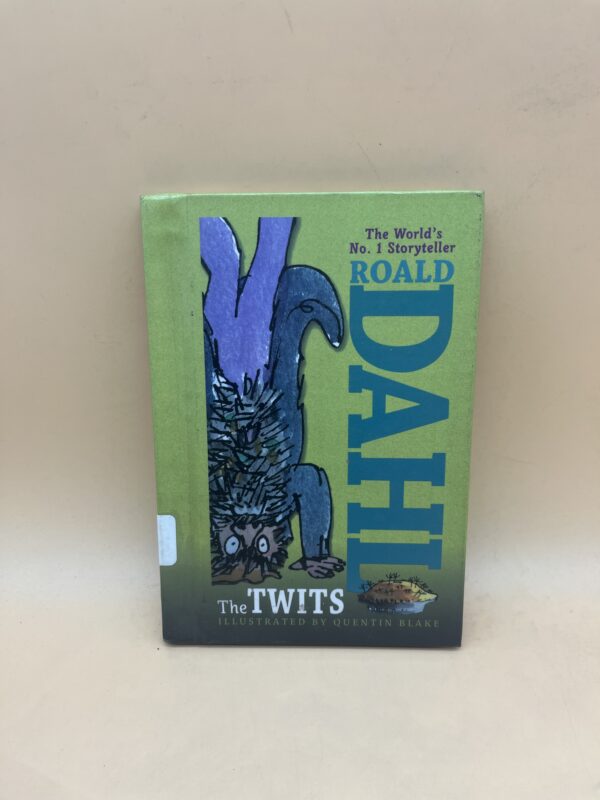 The World's
No. 1 Storyteller
ROALD
DAHL
The TWITS
ILLUSTRATED BY QUENTIN BLAKE